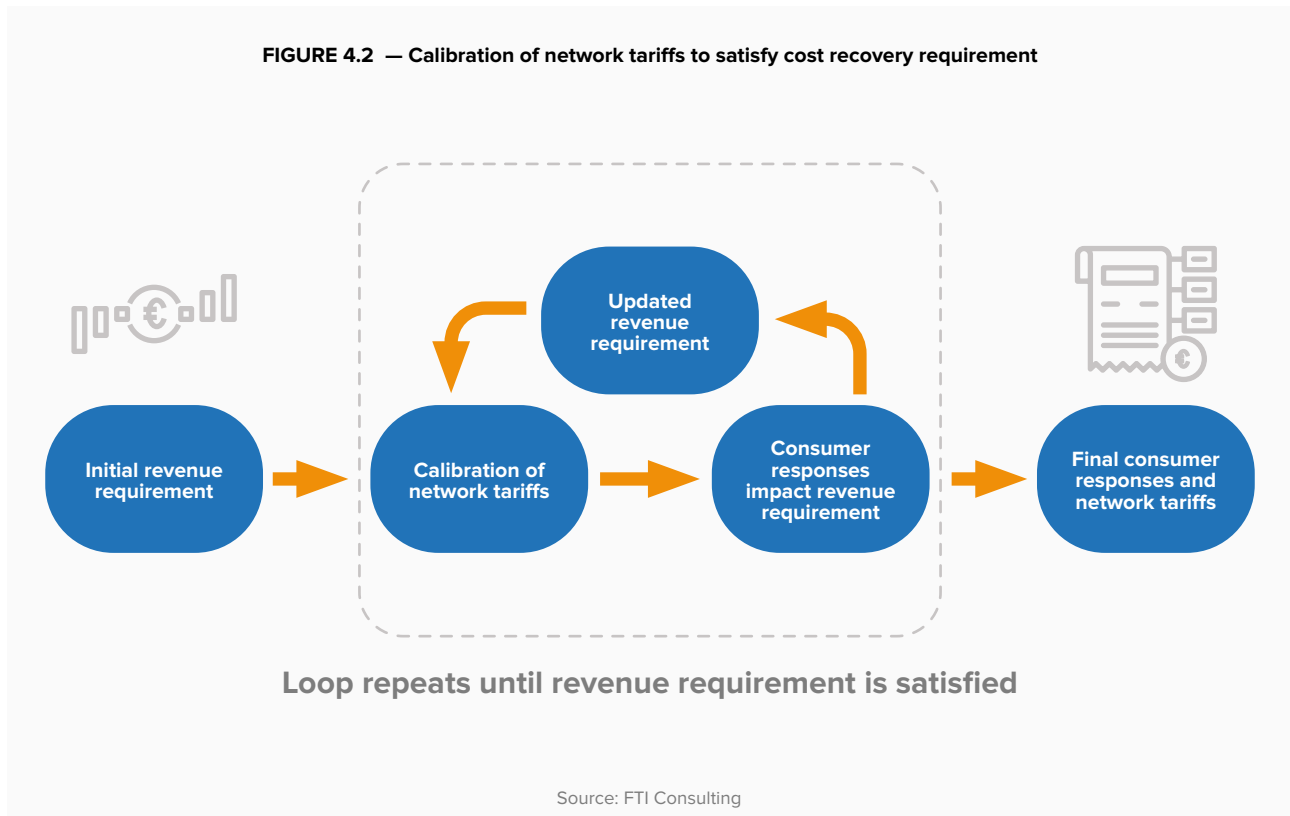 FIGURE 4.2 — Calibration of network tariffs to satisfy cost recovery requirement
Updated
revenue
requirement
Initial revenue
requirement
Calibration of
network tariffs
Consumer
responses
impact revenue
requirement
Final consumer
responses and
network tariffs
Loop repeats until revenue requirement is satisfied
Source: FTI Consulting